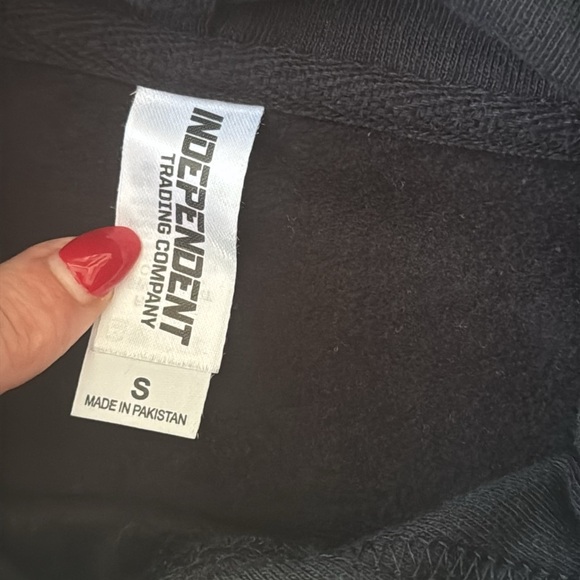 INDEPENDENT
TRADING COMPANY
S
MADE IN PAKISTAN